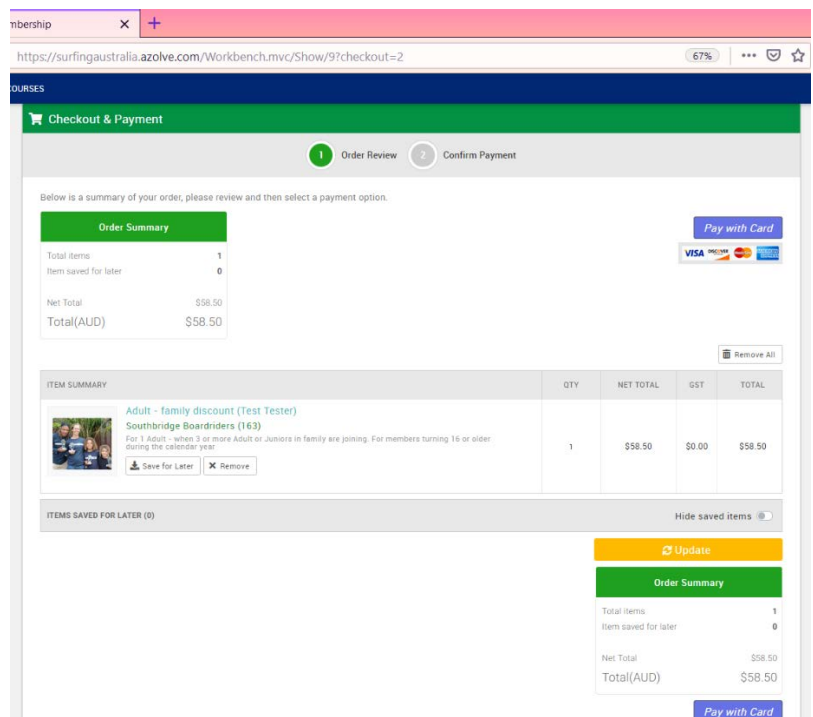 mbership
https://surfingaustralia.azolve.com/Workbench.mvc/Show/9?checkout=2
67%
OURSES
Checkout & Payment
1 Order Review 2 Confirm Payment
Below is a summary of your order, please review and then select a payment option.
Order Summary
Pay with Card
Total items 1
VISA DISCOVER
Item saved for later 0
Net Total $58.50
Total(AUD) $58.50
Remove All
ITEM SUMMARY QTY NET TOTAL GST TOTAL
Adult - family discount (Test Tester)
Southbridge Boardriders (163)
For 1 Adult - when 3 or more Adult or Juniors in family are joining. For members turning 16 or older
during the calendar year
1 $58.50 $0.00 $58.50
Save for Later Remove
ITEMS SAVED FOR LATER (0) Hide saved items
Update
Order Summary
Total items 1
Item saved for later 0
Net Total $58.50
Total(AUD) $58.50
Pay with Card